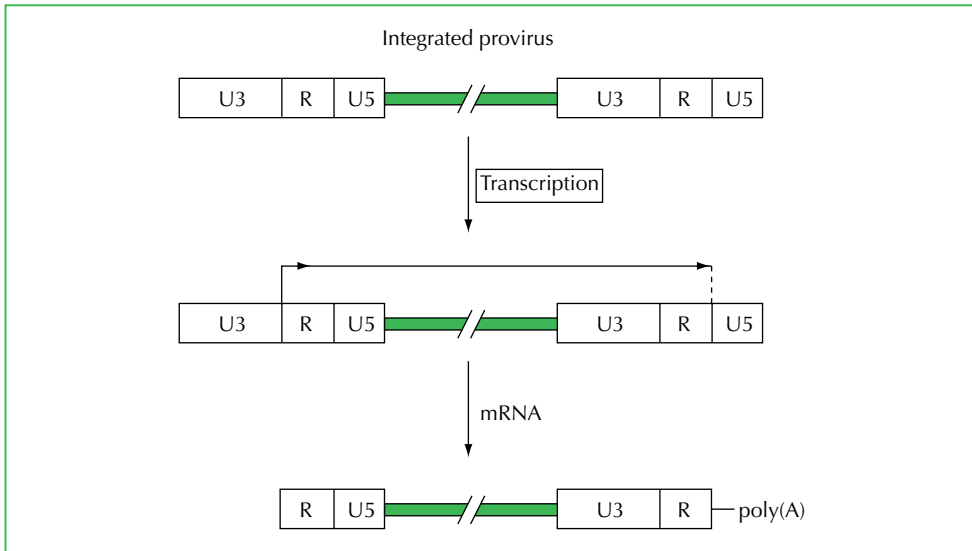 Integrated provirus
U3 R U5 U3 R U5
Transcription
U3 R U5 U3 R U5
mRNA
R U5 U3 R poly(A)